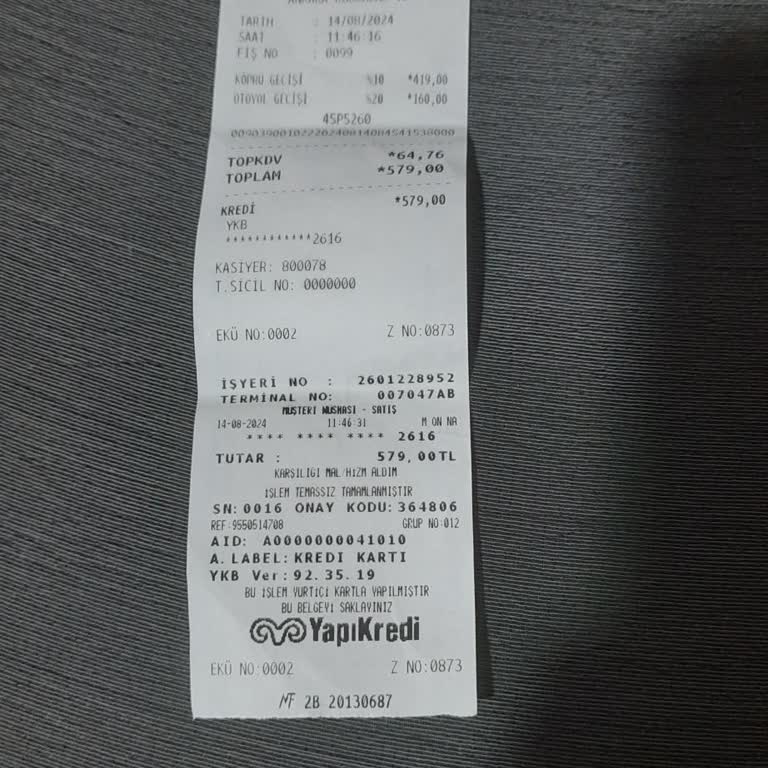 TARİH : 14/08/2024
SAAT : 11:46:16
FİŞ NO : 0099
KÖPRÜ GEÇİŞİ %10 *419,00
OTOYOL GEÇİŞİ %20 *160,00
45P5260
TOPKDV *64,76
TOPLAM *579,00
KREDİ *579,00
YKB
************2616
KASİYER: 800078
T.SİCİL NO: 0000000
EKÜ NO:0002 Z NO:0873
İŞYERİ NO : 2601228952
TERMİNAL NO: 007047AB
MÜŞTERİ NUSHASI - SATIŞ
14-08-2024 11:46:31 M ON NA
**** **** **** 2616
TUTAR : 579,00TL
KARŞILIĞI MAL/HİZM ALDIM
İŞLEM TEMASSIZ TAMAMLANMIŞTIR
SN:0016 ONAY KODU:364806
REF:9550514708 GRUP NO:012
AID: A0000000041010
A.LABEL:KREDI KARTI
YKB Ver:92.35.19
BU İŞLEM YURTİÇİ KARTLA YAPILMIŞTIR
BU BELGEYİ SAKLAYINIZ
YapıKredi
EKÜ NO:0002 Z NO:0873
MF 2B 20130687